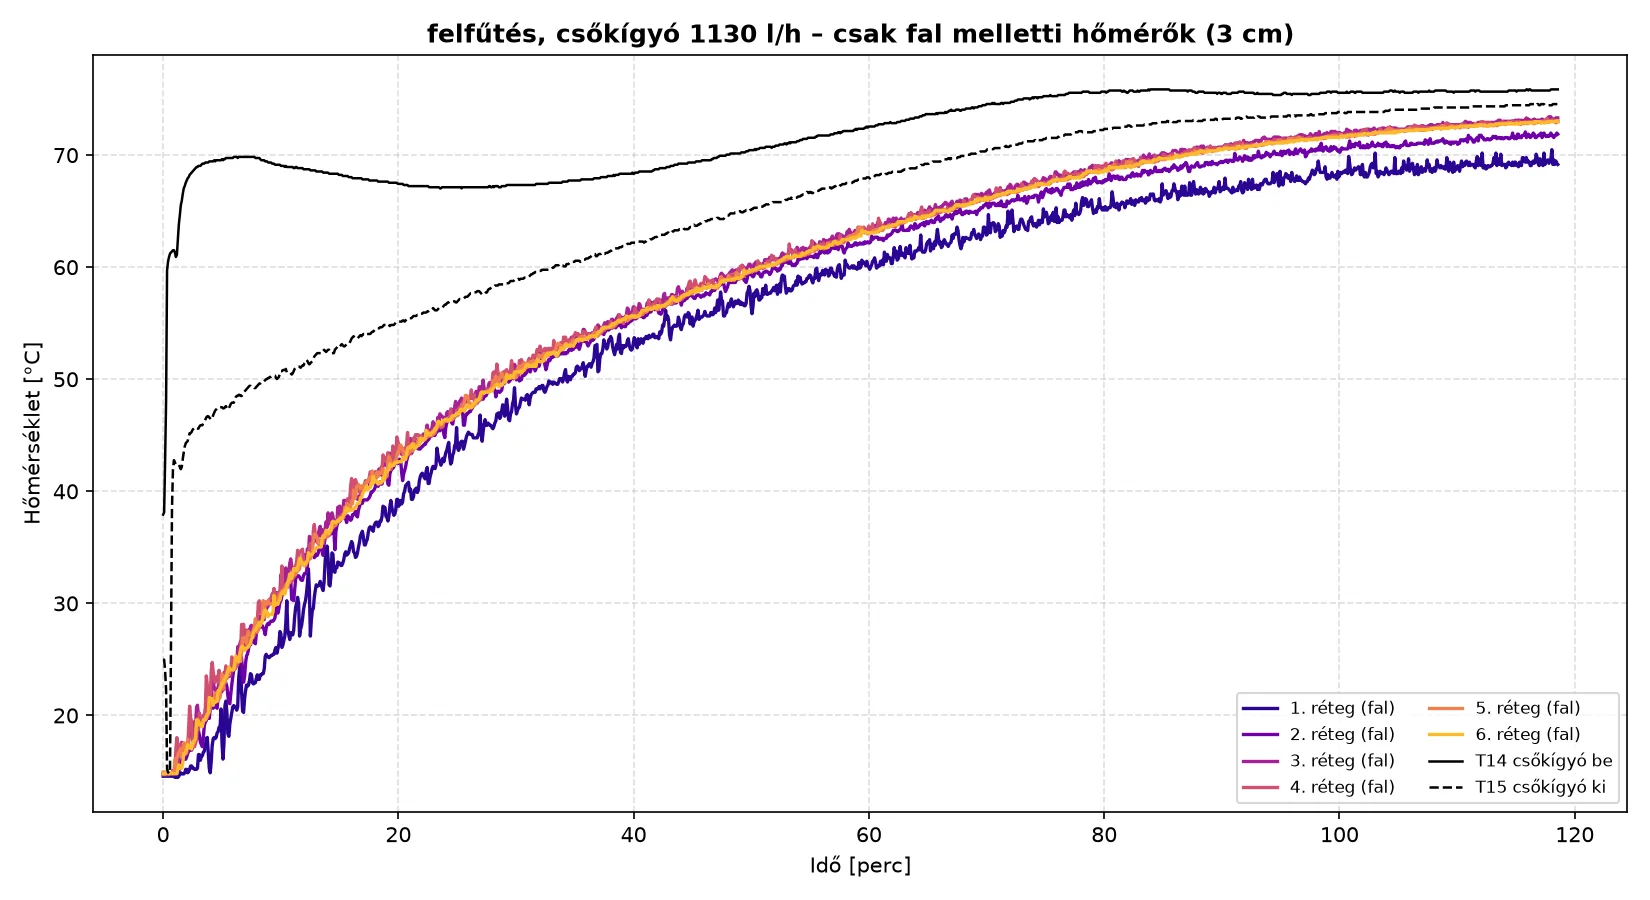 felfűtés, csőkígyó 1130 l/h – csak fal melletti hőmérők (3 cm)
Hőmérséklet [°C]
70
60
50
40
30
20
0 20 40 60 80 100 120
Idő [perc]
1. réteg (fal)
2. réteg (fal)
3. réteg (fal)
4. réteg (fal)
5. réteg (fal)
6. réteg (fal)
T14 csőkígyó be
T15 csőkígyó ki